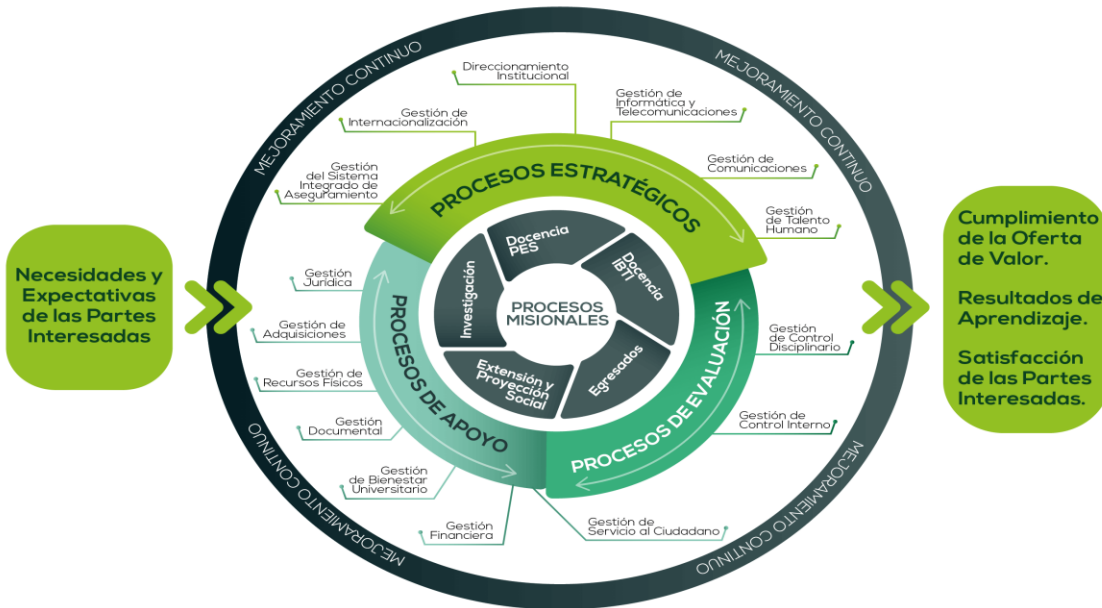 MEJORAMIENTO CONTINUO
MEJORAMIENTO CONTINUO
Direccionamiento
Institucional
Gestión de
Informática y
Telecomunicaciones
Gestión de
Internacionalización
Gestión de
Comunicaciones
Gestión
del Sistema
Integrado de
Aseguramiento
Gestión
de Talento
Humano
PROCESOS ESTRATÉGICOS
Necesidades y
Expectativas
de las Partes
Interesadas
Cumplimiento
de la Oferta
de Valor.
Resultados de
Aprendizaje.
Satisfacción
de las Partes
Interesadas.
Docencia
PES
Docencia
IBTI
Investigación
PROCESOS
MISIONALES
Extensión y
Proyección
Social
Egresados
PROCESOS DE APOYO
PROCESOS DE EVALUACIÓN
Gestión
Jurídica
Gestión de
Adquisiciones
Gestión de
Recursos Físicos
Gestión
Documental
Gestión
de Bienestar
Universitario
Gestión
Financiera
Gestión de
Servicio al Ciudadano
Gestión
de Control
Disciplinario
Gestión de
Control Interno
MEJORAMIENTO CONTINUO
MEJORAMIENTO CONTINUO